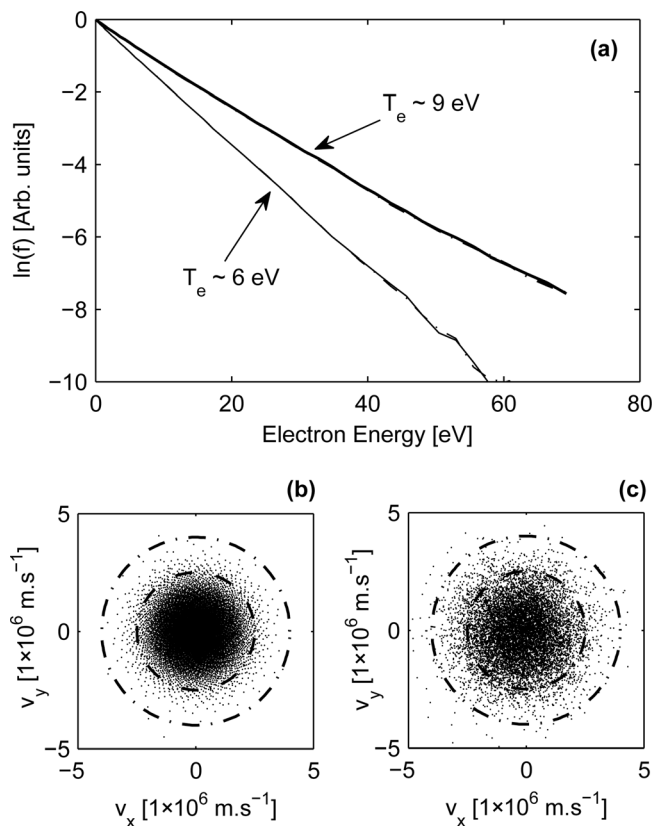 (a)
ln(f) [Arb. units]
0
−2
−4
−6
−8
−10
T_e ~ 9 eV
T_e ~ 6 eV
0 20 40 60 80
Electron Energy [eV]
(b)
v_y [1×10^6 m.s^−1]
5
0
−5
−5 0 5
v_x [1×10^6 m.s^−1]
(c)
v_y [1×10^6 m.s^−1]
5
0
−5
−5 0 5
v_x [1×10^6 m.s^−1]